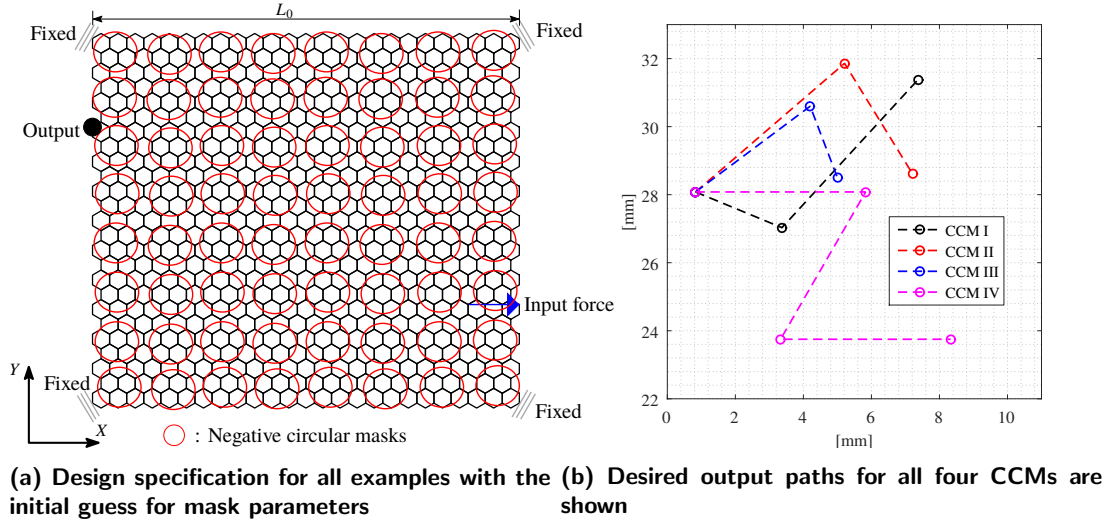 L₀
Fixed
Fixed
Output
Input force
Y
Fixed
X
Fixed
: Negative circular masks
(a) Design specification for all examples with the
initial guess for mask parameters
32
30
28
26
24
22
[mm]
0 2 4 6 8 10
[mm]
CCM I
CCM II
CCM III
CCM IV
(b) Desired output paths for all four CCMs are
shown